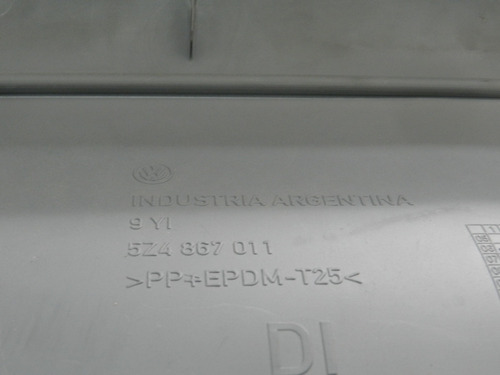 INDUSTRIA ARGENTINA
9 YI
5Z4 867 011
>PP+EPDM-T25<
DI